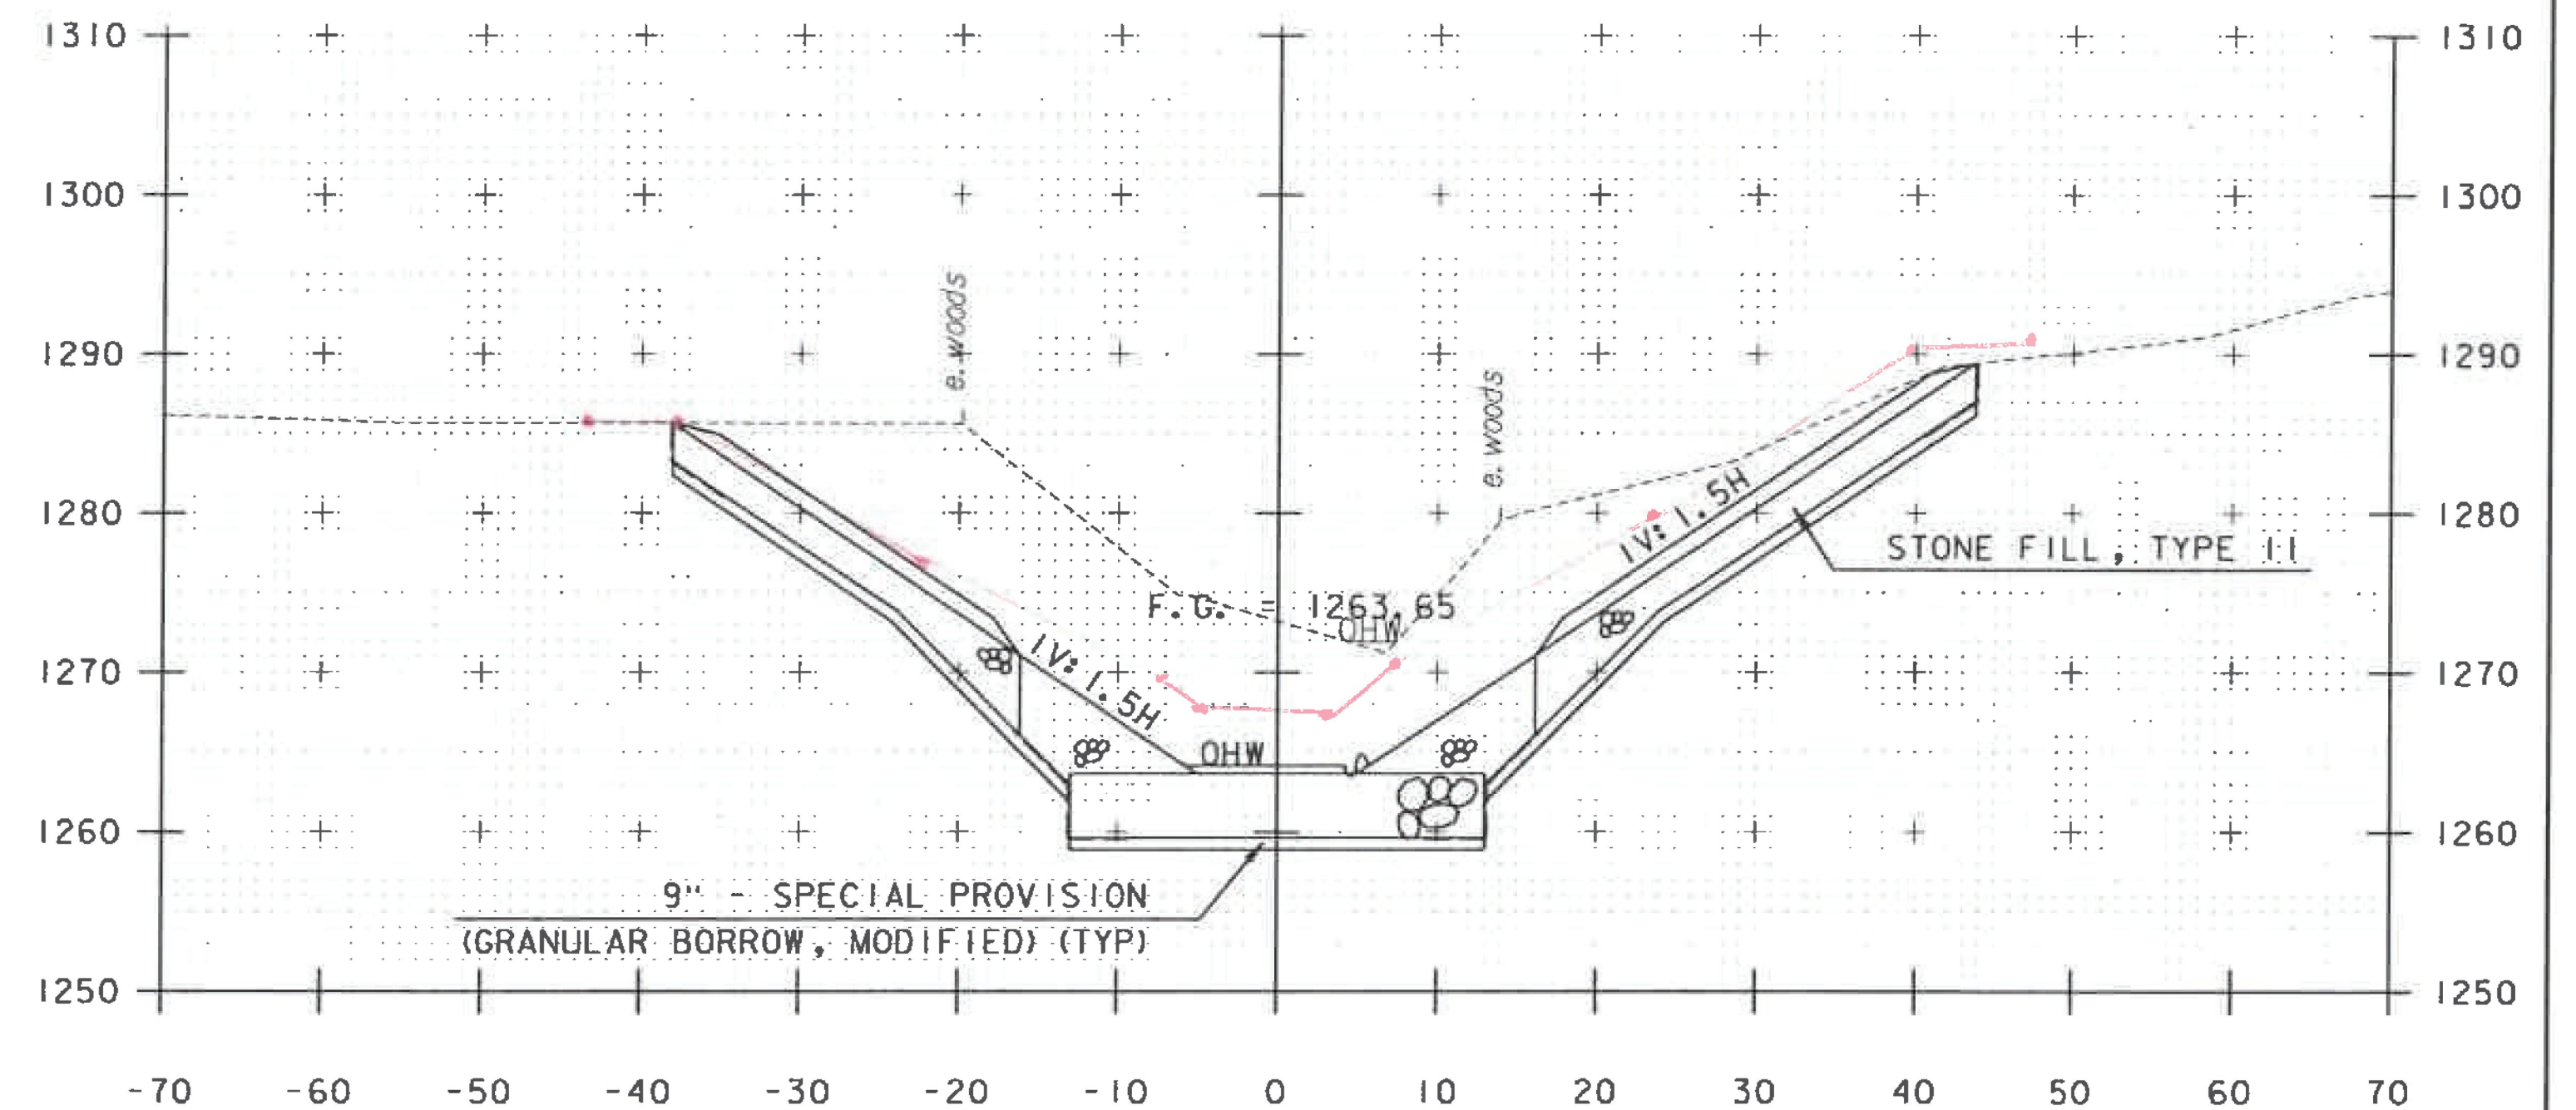 1310
1310
1300
1300
e. woods
1290
1290
e. woods
1280
1280
1V: 1.5H
STONE FILL, TYPE II
F.G. = 1263.65
OHW
1270
1270
1V: 1.5H
OHW
1260
1260
9" - SPECIAL PROVISION
(GRANULAR BORROW, MODIFIED) (TYP)
1250
1250
-70 -60 -50 -40 -30 -20 -10 0 10 20 30 40 50 60 70